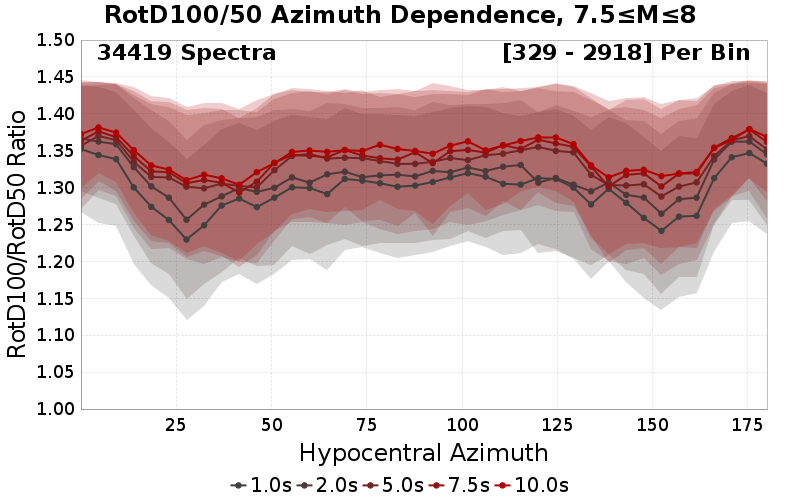 RotD100/50 Azimuth Dependence, 7.5≤M≤8
34419 Spectra
[329 - 2918] Per Bin
RotD100/RotD50 Ratio
1.50
1.45
1.40
1.35
1.30
1.25
1.20
1.15
1.10
1.05
1.00
25 50 75 100 125 150 175
Hypocentral Azimuth
1.0s 2.0s 5.0s 7.5s 10.0s